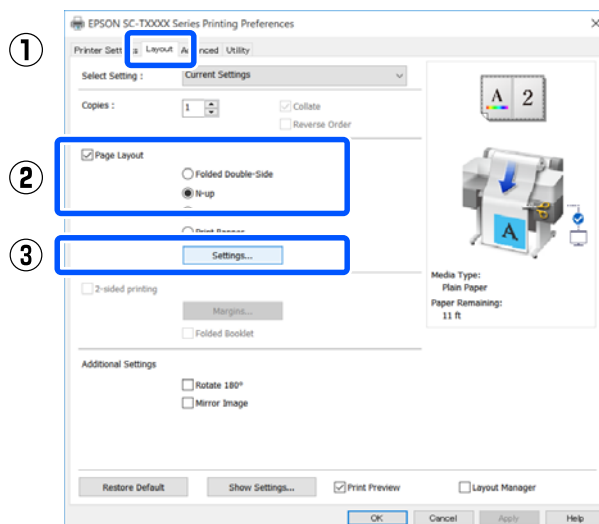 EPSON SC-TXXXX Series Printing Preferences
1
Layout
Utility
Select Setting :
Current Settings
Copies :
1
Collate
Reverse Order
A 2
2
Page Layout
Folded Double-Side
N-up
3
Settings...
A
Media Type:
Plain Paper
Paper Remaining:
11 ft
2-sided printing
Margins...
Folded Booklet
Additional Settings
Rotate 180°
Mirror Image
Restore Default
Show Settings...
Print Preview
Layout Manager
OK
Cancel
Apply
Help